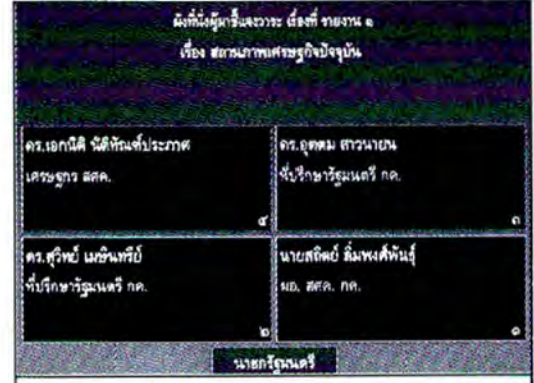 ผังที่นั่งผู้มาชี้แจงวาระ เรื่องที่ รายงาน ๑
เรื่อง สถานภาพเศรษฐกิจปัจจุบัน
ดร.เอกนิติ นิติทัณฑ์ประภาศ
เศรษฐกร สศค.
๔
ดร.อุตตม สาวนายน
ที่ปรึกษารัฐมนตรี กค.
๓
ดร.สุวิทย์ เมษินทรีย์
ที่ปรึกษารัฐมนตรี กค.
๒
นายสถิตย์ ลิ่มพงศ์พันธุ์
ผอ. สศค. กค.
๑
นายกรัฐมนตรี